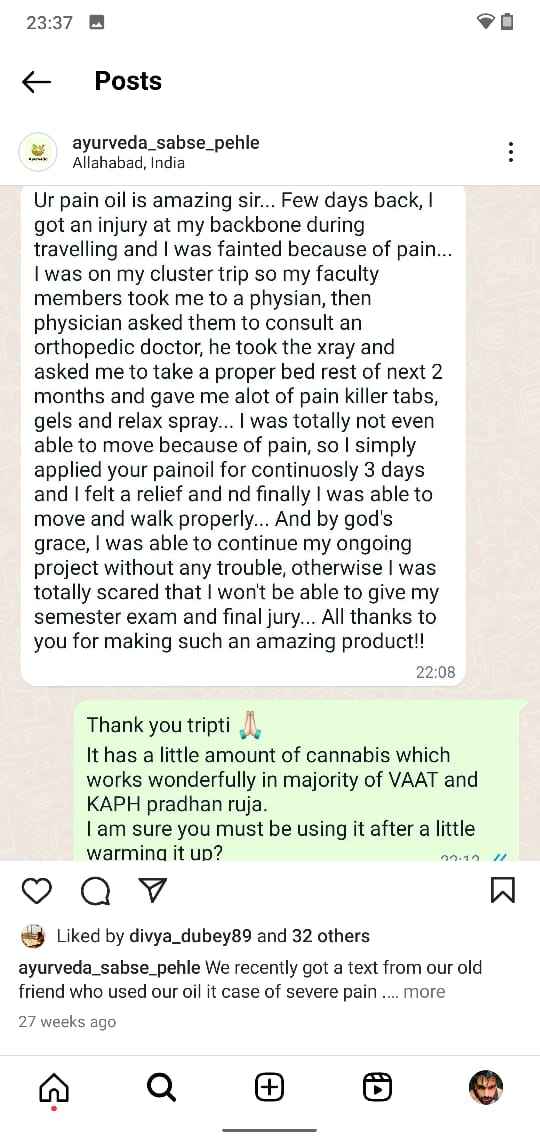 23:37
Posts
ayurveda_sabse_pehle
Allahabad, India
Ur pain oil is amazing sir... Few days back, I
got an injury at my backbone during
travelling and I was fainted because of pain...
I was on my cluster trip so my faculty
members took me to a physian, then
physician asked them to consult an
orthopedic doctor, he took the xray and
asked me to take a proper bed rest of next 2
months and gave me alot of pain killer tabs,
gels and relax spray... I was totally not even
able to move because of pain, so I simply
applied your painoil for continuosly 3 days
and I felt a relief and nd finally I was able to
move and walk properly... And by god's
grace, I was able to continue my ongoing
project without any trouble, otherwise I was
totally scared that I won't be able to give my
semester exam and final jury... All thanks to
you for making such an amazing product!!
22:08
Thank you tripti 🙏🏻
It has a little amount of cannabis which
works wonderfully in majority of VAAT and
KAPH pradhan ruja.
I am sure you must be using it after a little
warming it up?
22:12
Liked by divya_dubey89 and 32 others
ayurveda_sabse_pehle We recently got a text from our old
friend who used our oil it case of severe pain .... more
27 weeks ago